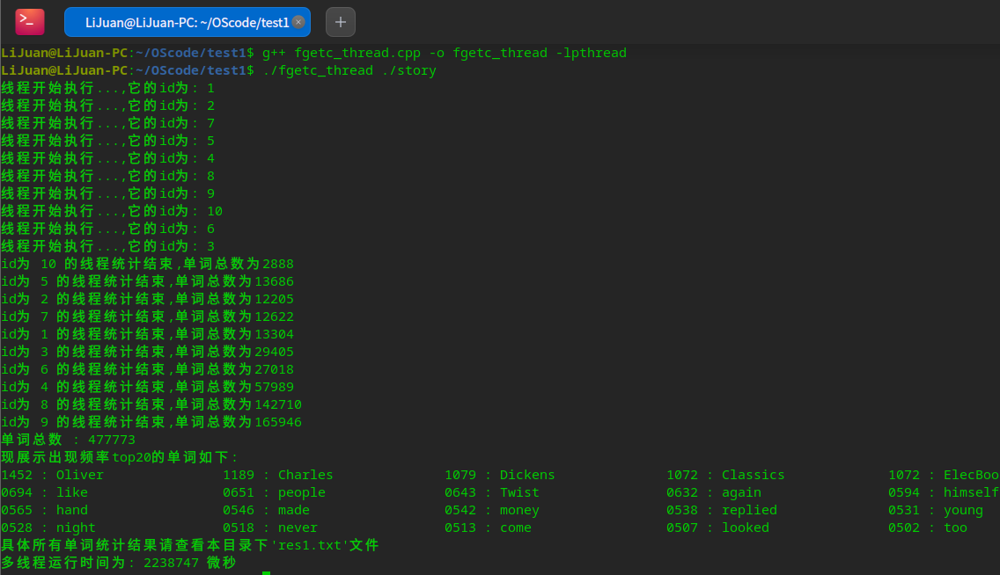 LiJuan@LiJuan-PC: ~/OScode/test1
LiJuan@LiJuan-PC:~/OScode/test1$ g++ fgetc_thread.cpp -o fgetc_thread -lpthread
LiJuan@LiJuan-PC:~/OScode/test1$ ./fgetc_thread ./story
线程开始执行...,它的id为: 1
线程开始执行...,它的id为: 2
线程开始执行...,它的id为: 7
线程开始执行...,它的id为: 5
线程开始执行...,它的id为: 4
线程开始执行...,它的id为: 8
线程开始执行...,它的id为: 9
线程开始执行...,它的id为: 10
线程开始执行...,它的id为: 6
线程开始执行...,它的id为: 3
id为 10 的线程统计结束,单词总数为2888
id为 5 的线程统计结束,单词总数为13686
id为 2 的线程统计结束,单词总数为12205
id为 7 的线程统计结束,单词总数为12622
id为 1 的线程统计结束,单词总数为13304
id为 3 的线程统计结束,单词总数为29405
id为 6 的线程统计结束,单词总数为27018
id为 4 的线程统计结束,单词总数为57989
id为 8 的线程统计结束,单词总数为142710
id为 9 的线程统计结束,单词总数为165946
单词总数 : 477773
现展示出现频率top20的单词如下:
1452 : Oliver 1189 : Charles 1079 : Dickens 1072 : Classics 1072 : ElecBoo
0694 : like 0651 : people 0643 : Twist 0632 : again 0594 : himself
0565 : hand 0546 : made 0542 : money 0538 : replied 0531 : young
0528 : night 0518 : never 0513 : come 0507 : looked 0502 : too
具体所有单词统计结果请查看本目录下'res1.txt'文件
多线程运行时间为: 2238747 微秒